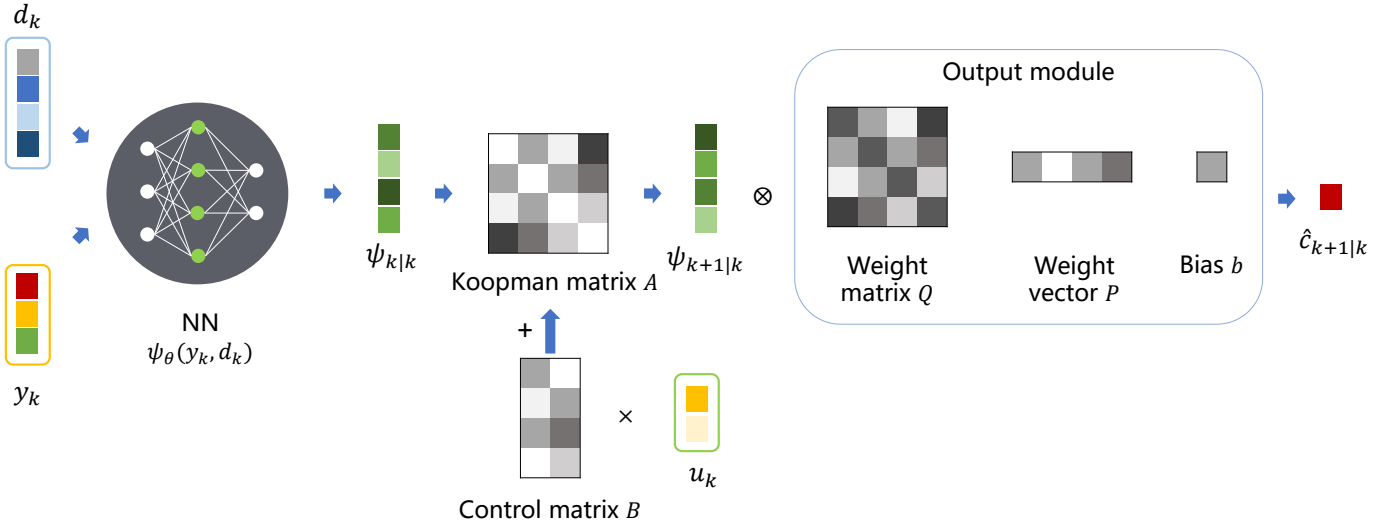 d_k
Output module
ψ_{k|k}
ψ_{k+1|k}
⊗
ĉ_{k+1|k}
Koopman matrix A
Weight
matrix Q
Weight
vector P
Bias b
NN
ψ_θ(y_k, d_k)
+
y_k
×
u_k
Control matrix B